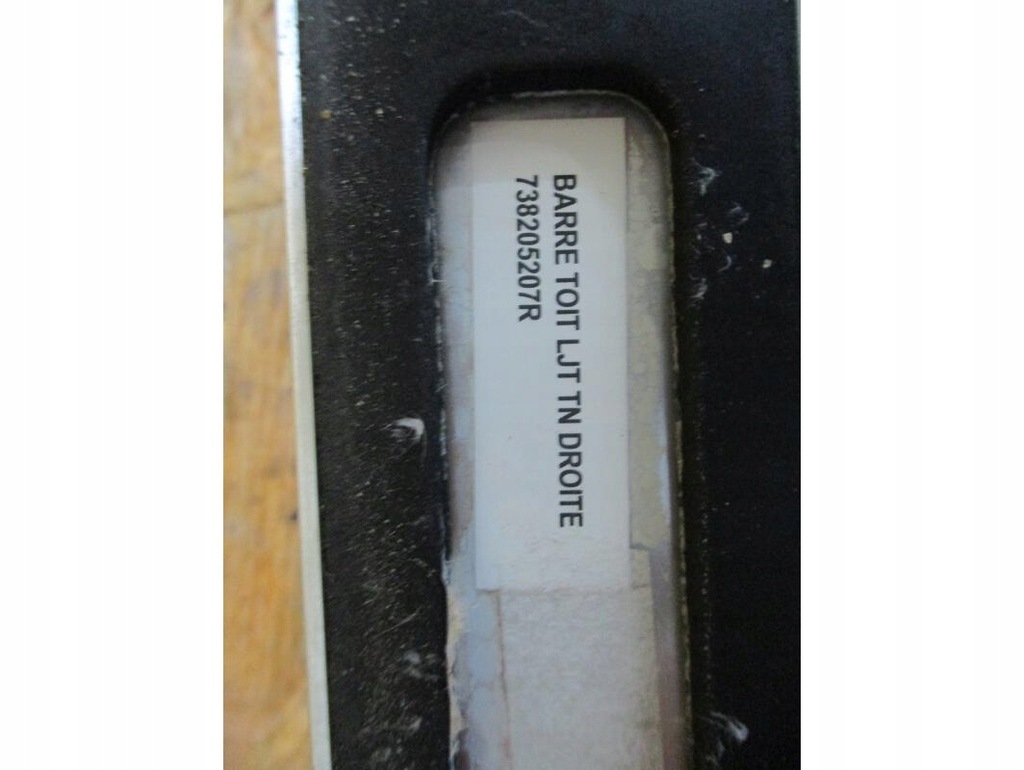 BARRE TOIT LJT TN DROITE
738205207R